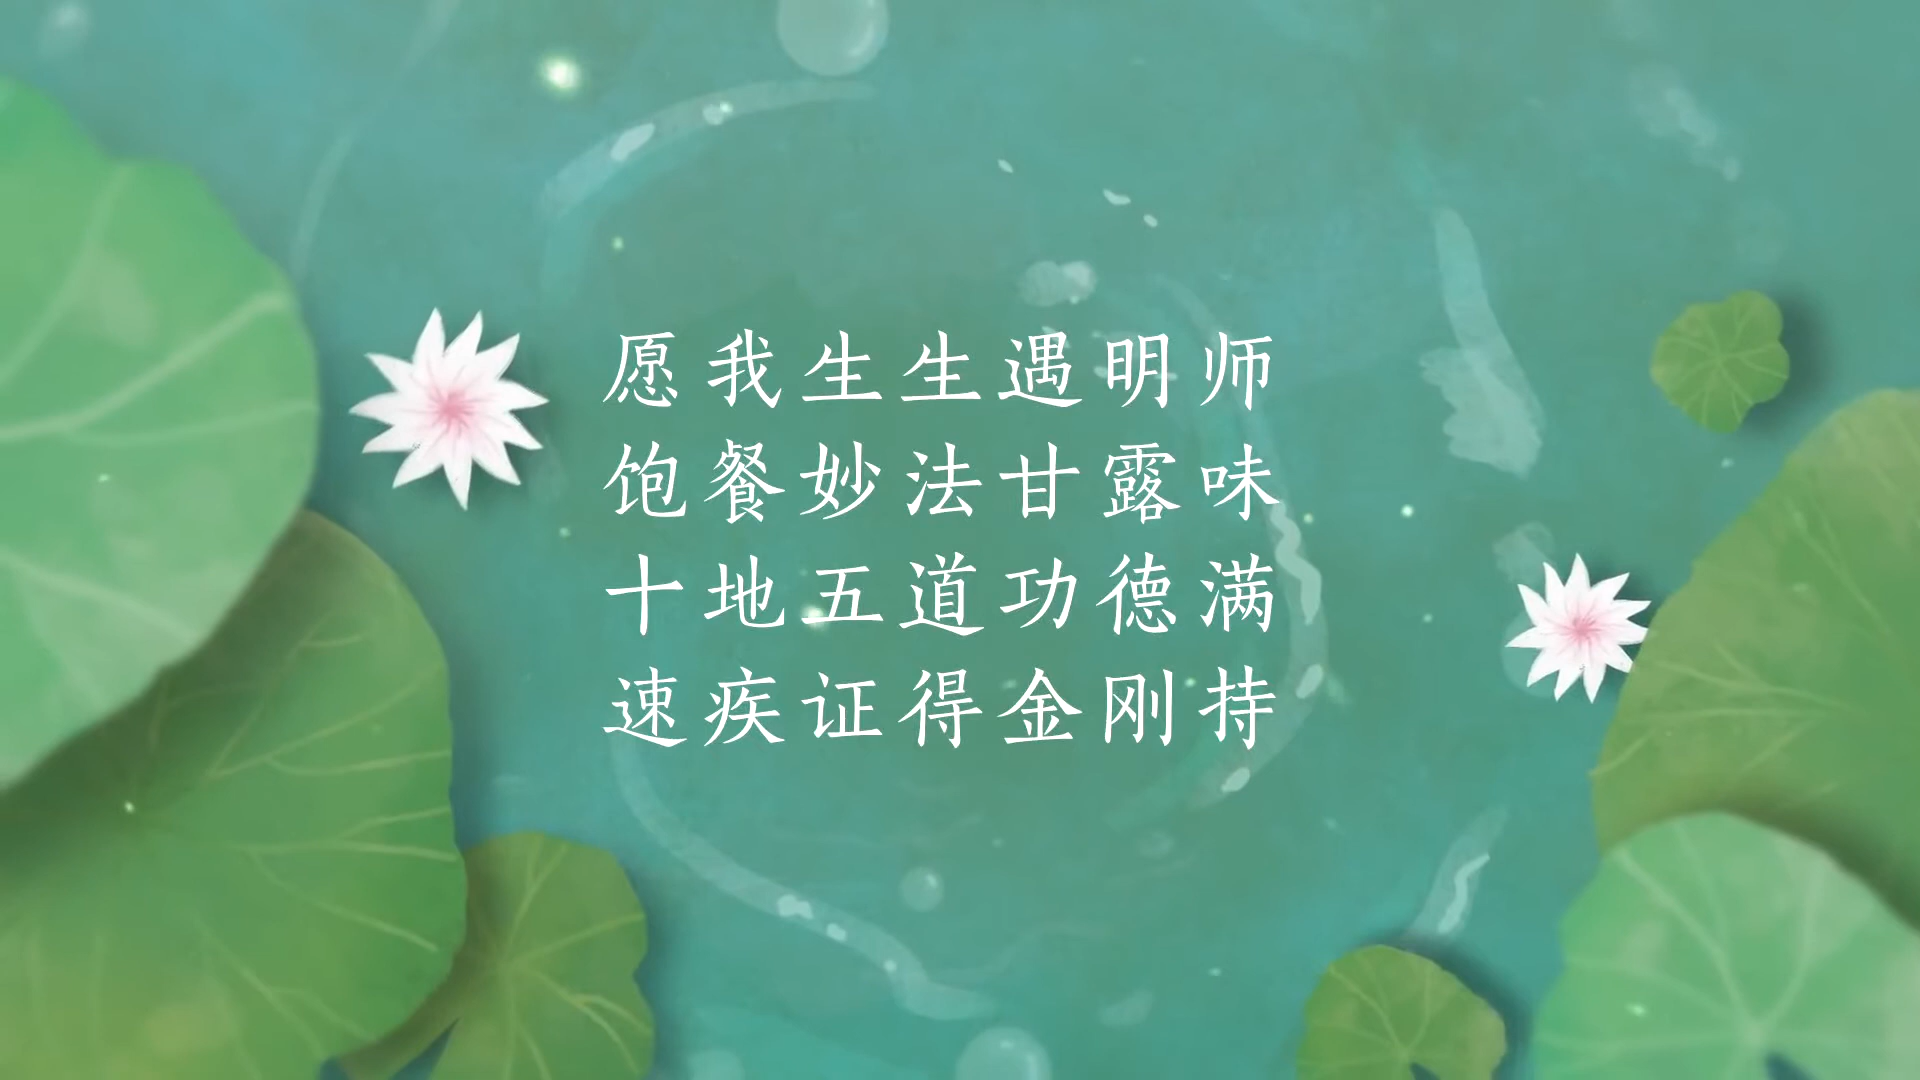 愿我生生遇明师
饱餐妙法甘露味
十地五道功德满
速疾证得金刚持